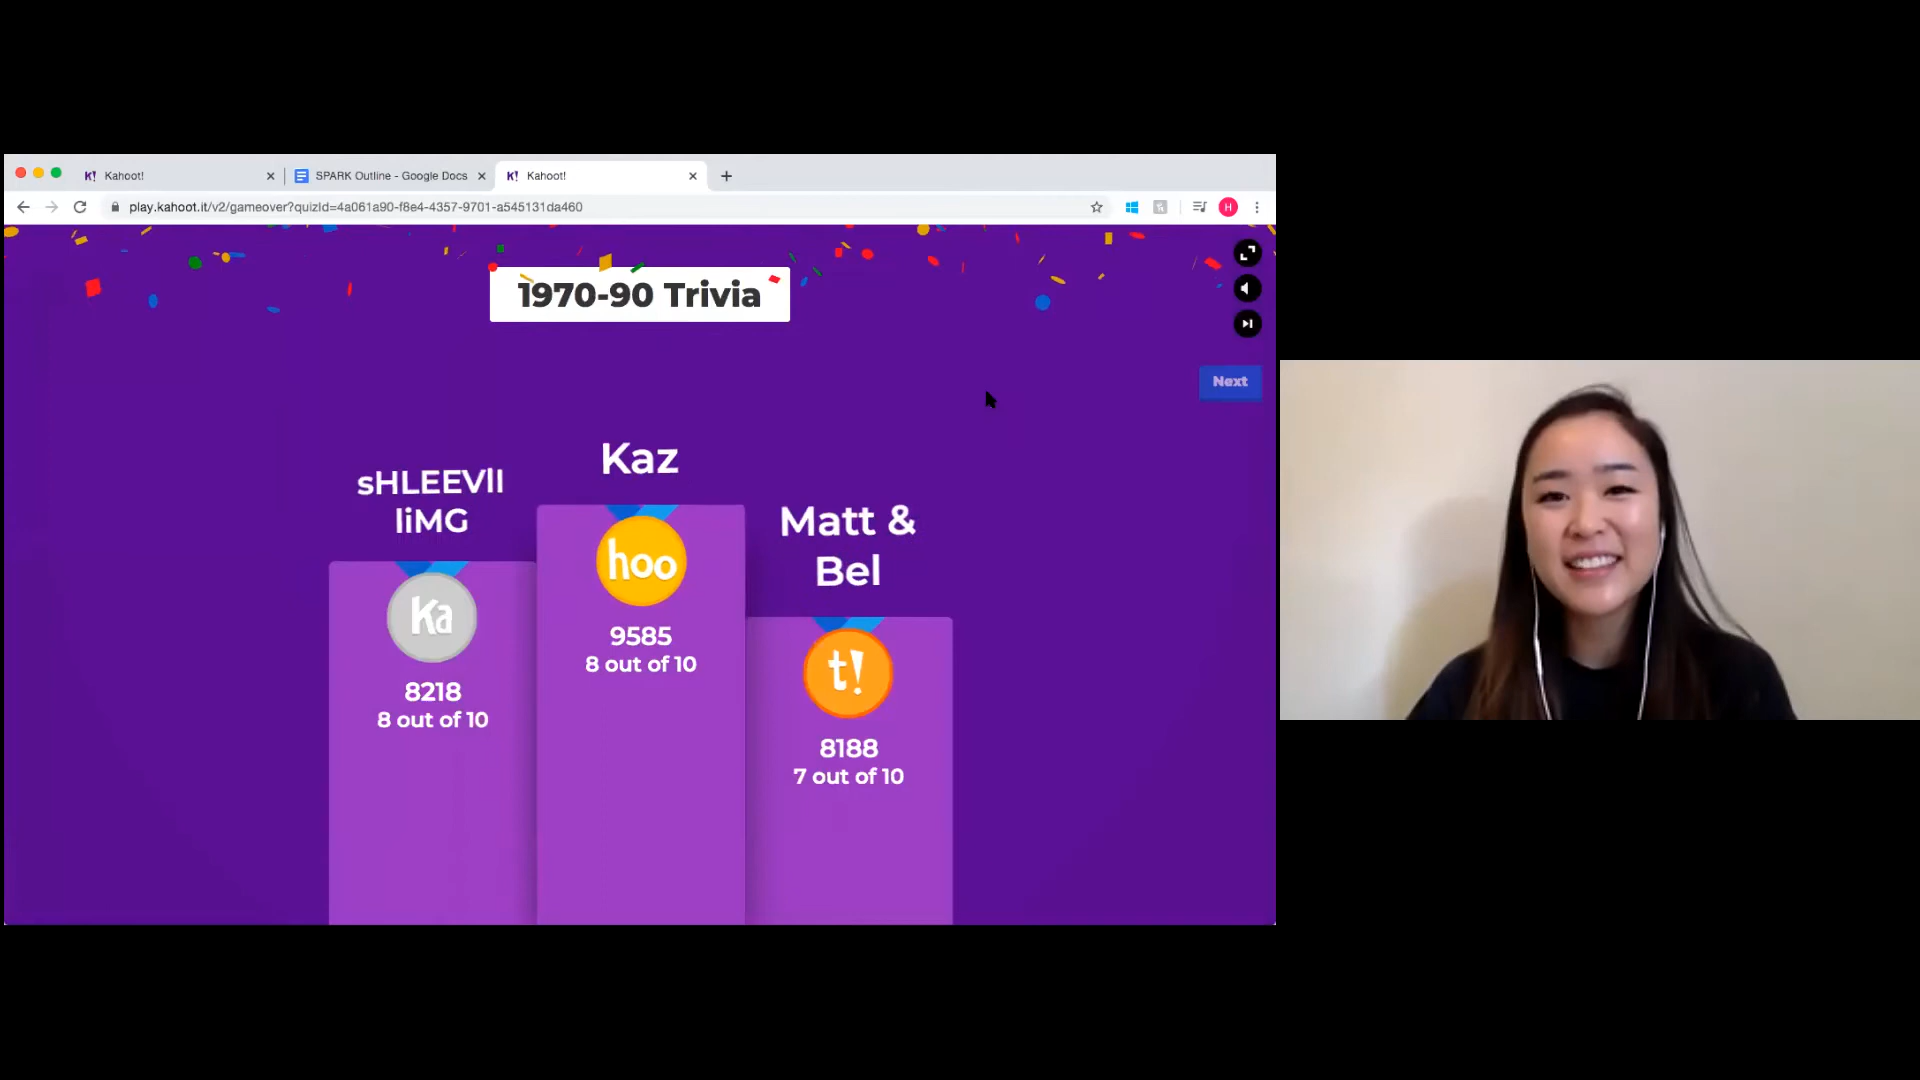 K! Kahoot!
SPARK Outline - Google Docs
K! Kahoot!
play.kahoot.it/v2/gameover?quizId=4a061a90-f8e4-4357-9701-a545131da460
H
1970-90 Trivia
Next
Kaz
sHLEEVlI
liMG
Matt &
Bel
hoo
9585
8 out of 10
Ka
8218
8 out of 10
t!
8188
7 out of 10